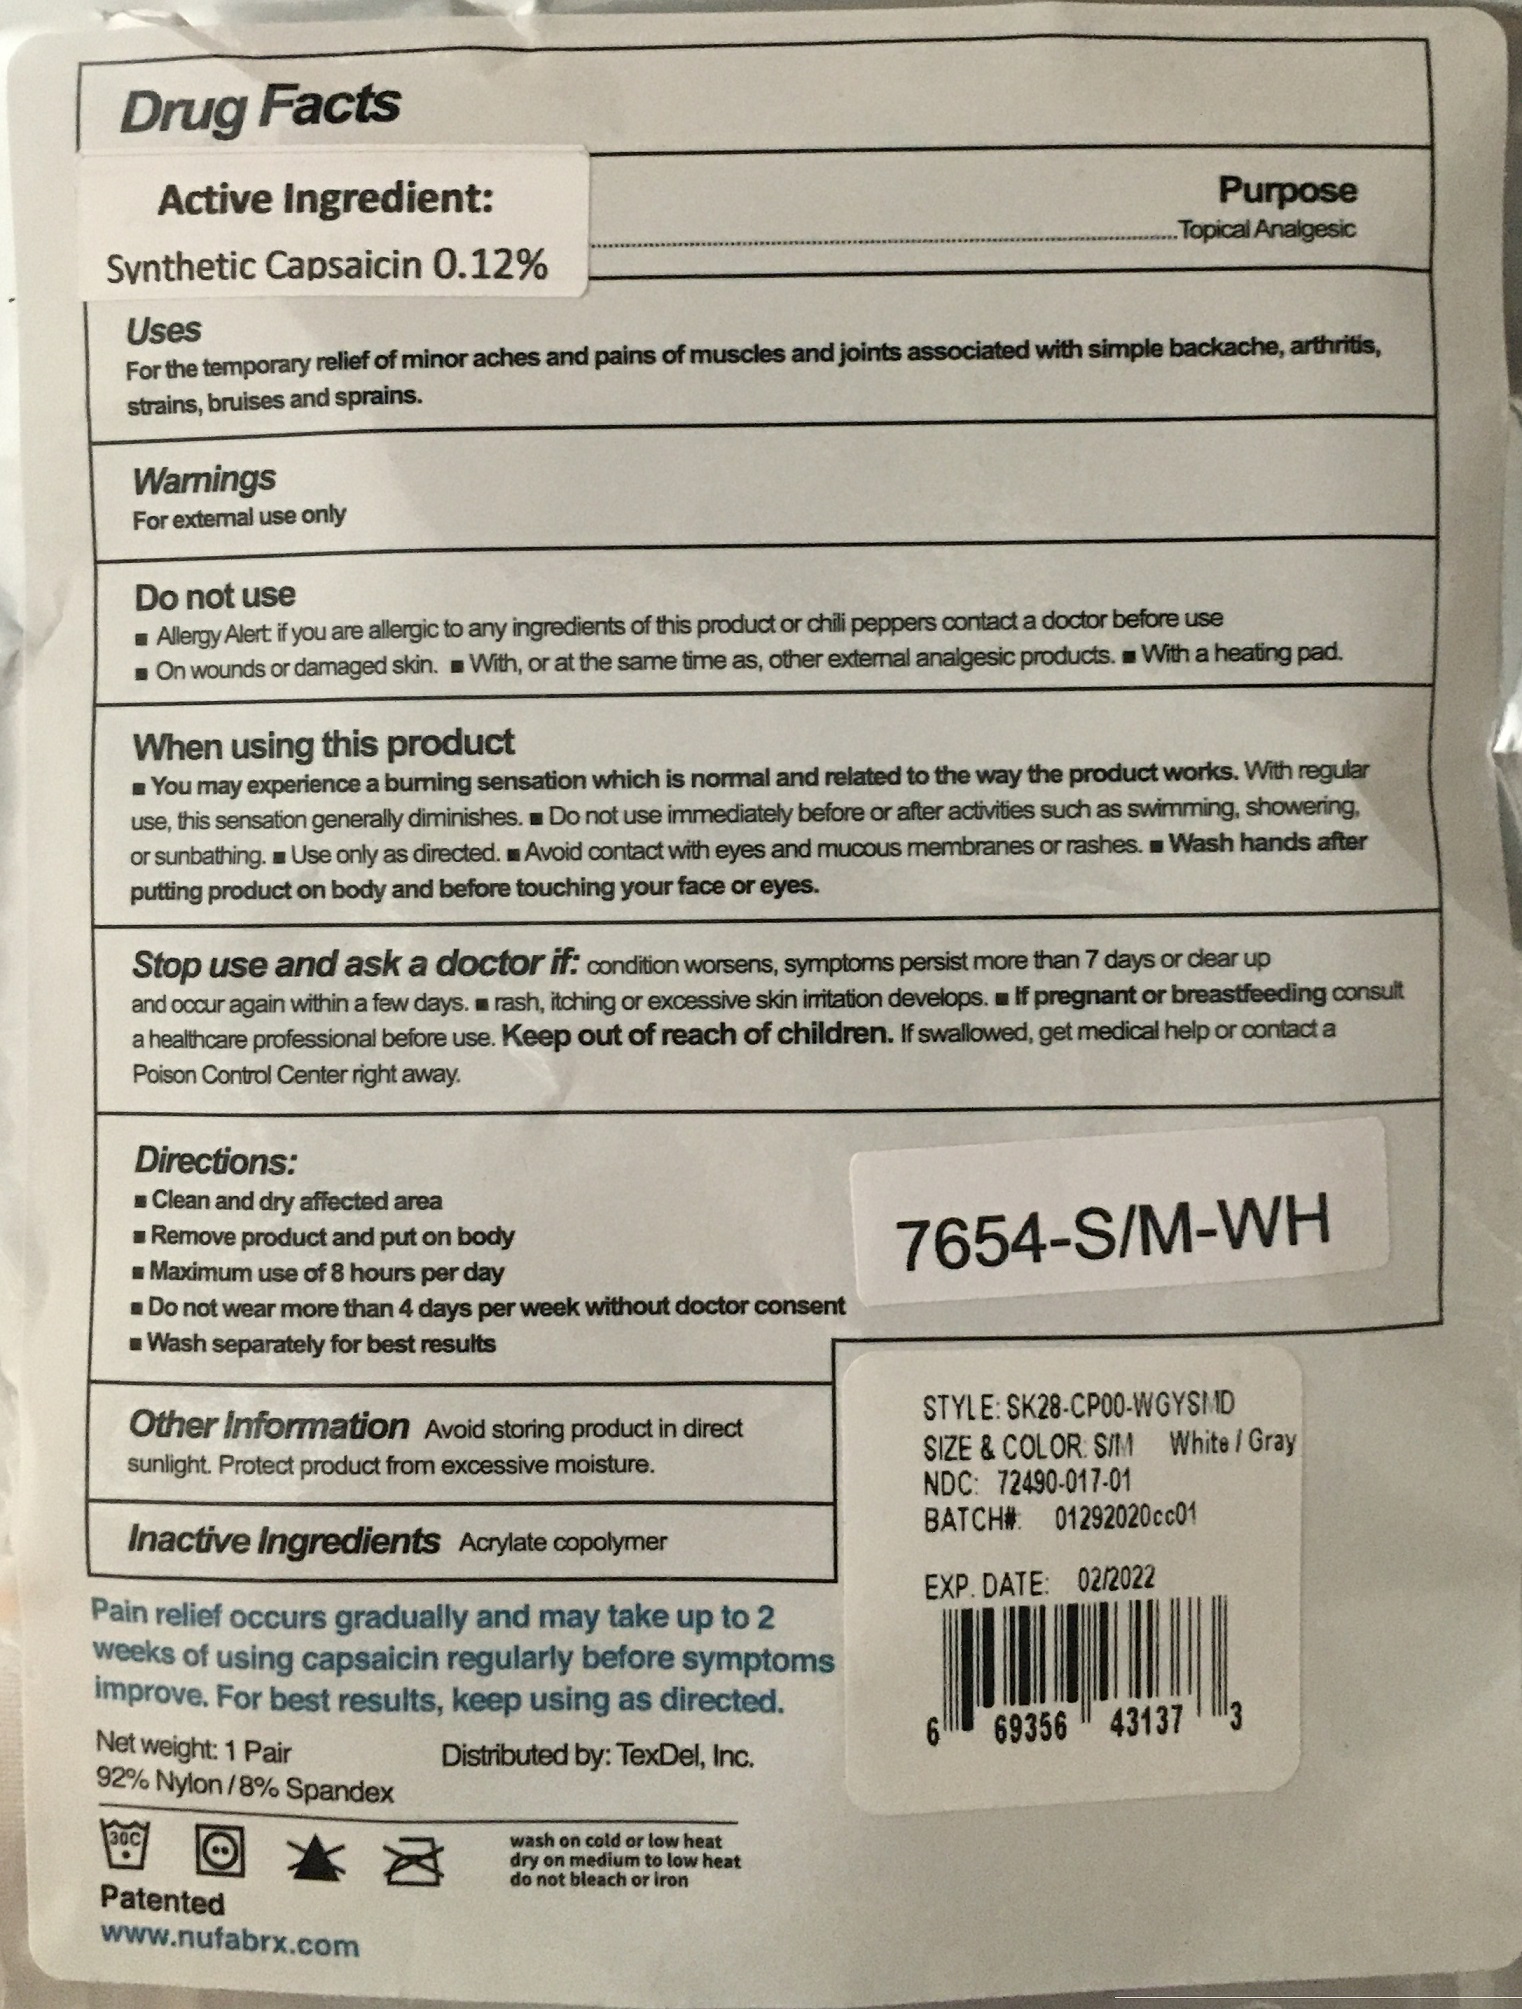 Drug Facts
Active Ingredient:
Synthetic Capsaicin 0.12%
Purpose
Topical Analgesic
Uses
For the temporary relief of minor aches and pains of muscles and joints associated with simple backache, arthritis,
strains, bruises and sprains.
Warnings
For external use only
Do not use
■ Allergy Alert: if you are allergic to any ingredients of this product or chili peppers contact a doctor before use
■ On wounds or damaged skin. ■ With, or at the same time as, other external analgesic products. ■ With a heating pad.
When using this product
■ You may experience a burning sensation which is normal and related to the way the product works. With regular
use, this sensation generally diminishes. ■ Do not use immediately before or after activities such as swimming, showering,
or sunbathing. ■ Use only as directed. ■ Avoid contact with eyes and mucous membranes or rashes. ■ Wash hands after
putting product on body and before touching your face or eyes.
Stop use and ask a doctor if: condition worsens, symptoms persist more than 7 days or clear up
and occur again within a few days. ■ rash, itching or excessive skin irritation develops. ■ If pregnant or breastfeeding consult
a healthcare professional before use. Keep out of reach of children. If swallowed, get medical help or contact a
Poison Control Center right away.
Directions:
■ Clean and dry affected area
■ Remove product and put on body
■ Maximum use of 8 hours per day
■ Do not wear more than 4 days per week without doctor consent
■ Wash separately for best results
7654-S/M-WH
Other Information Avoid storing product in direct
sunlight. Protect product from excessive moisture.
Inactive Ingredients Acrylate copolymer
STYLE: SK28-CP00-WGYSMD
SIZE & COLOR: S/M White / Gray
NDC: 72490-017-01
BATCH#: 01292020cc01
EXP. DATE: 02/2022
6 69356 43137 3
Pain relief occurs gradually and may take up to 2
weeks of using capsaicin regularly before symptoms
improve. For best results, keep using as directed.
Net weight: 1 Pair
92% Nylon / 8% Spandex
Distributed by: TexDel, Inc.
30C
wash on cold or low heat
dry on medium to low heat
do not bleach or iron
Patented
www.nufabrx.com